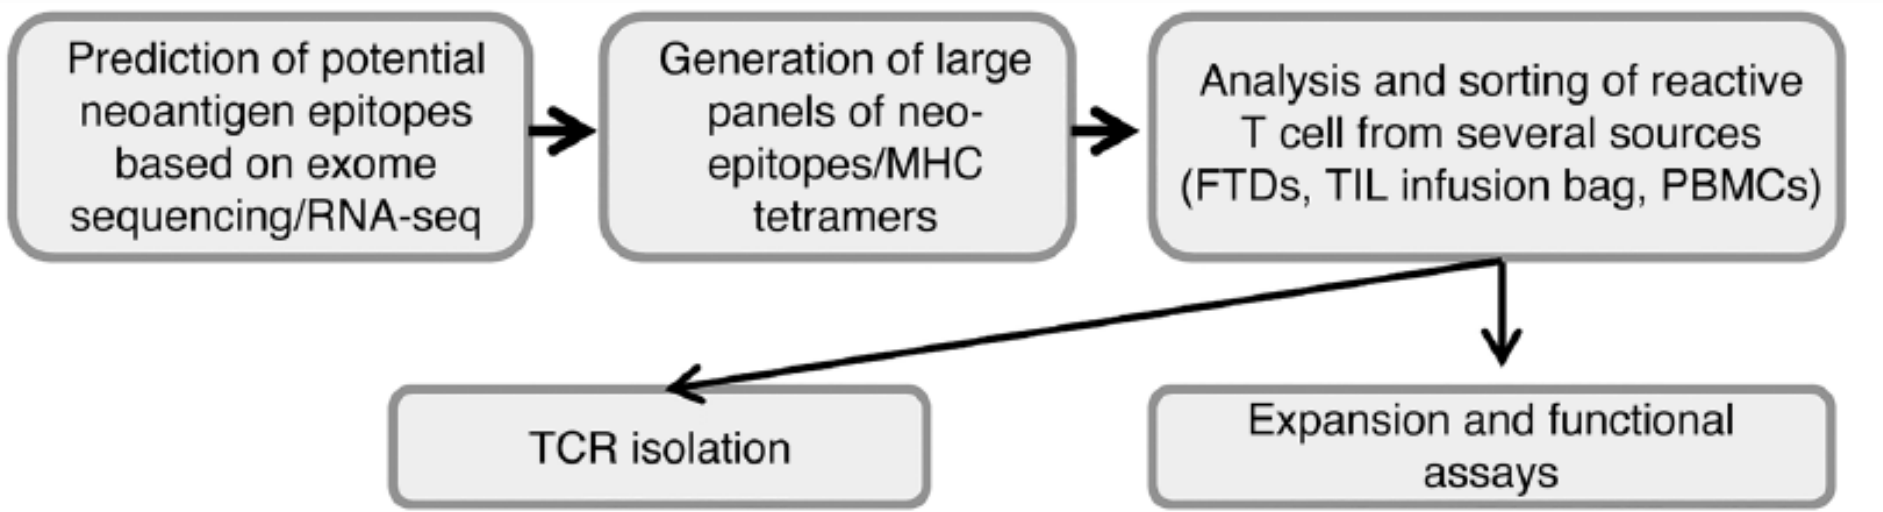 Prediction of potential
neoantigen epitopes
based on exome
sequencing/RNA-seq
Generation of large
panels of neo-
epitopes/MHC
tetramers
Analysis and sorting of reactive
T cell from several sources
(FTDs, TIL infusion bag, PBMCs)
TCR isolation
Expansion and functional
assays